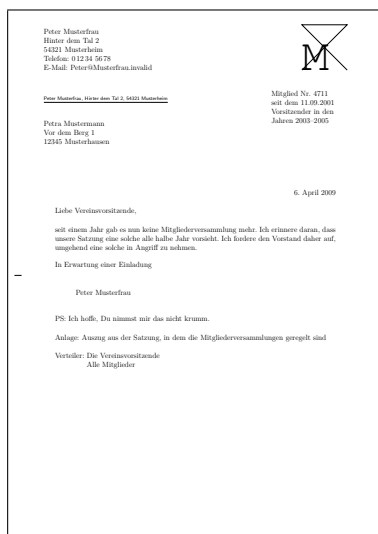 Peter Musterfrau
Hinter dem Tal 2
54321 Musterheim
Telefon: 0 12 34 56 78
E-Mail: Peter@Musterfrau.invalid
M
Peter Musterfrau, Hinter dem Tal 2, 54321 Musterheim
Mitglied Nr. 4711
seit dem 11.09.2001
Vorsitzender in den
Jahren 2003–2005
Petra Mustermann
Vor dem Berg 1
12345 Musterhausen
6. April 2009
Liebe Vereinsvorsitzende,
seit einem Jahr gab es nun keine Mitgliederversammlung mehr. Ich erinnere daran, dass
unsere Satzung eine solche alle halbe Jahr vorsieht. Ich fordere den Vorstand daher auf,
umgehend eine solche in Angriff zu nehmen.
In Erwartung einer Einladung
Peter Musterfrau
PS: Ich hoffe, Du nimmst mir das nicht krumm.
Anlage: Auszug aus der Satzung, in dem die Mitgliederversammlungen geregelt sind
Verteiler: Die Vereinsvorsitzende
Alle Mitglieder